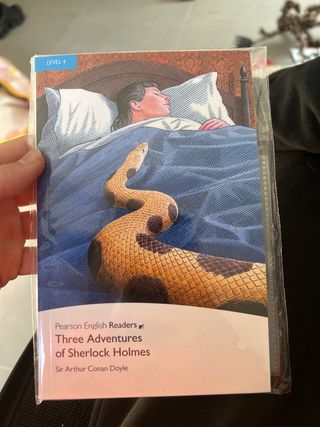 LEVEL 4
Pearson English Readers
Three Adventures
of Sherlock Holmes
Sir Arthur Conan Doyle